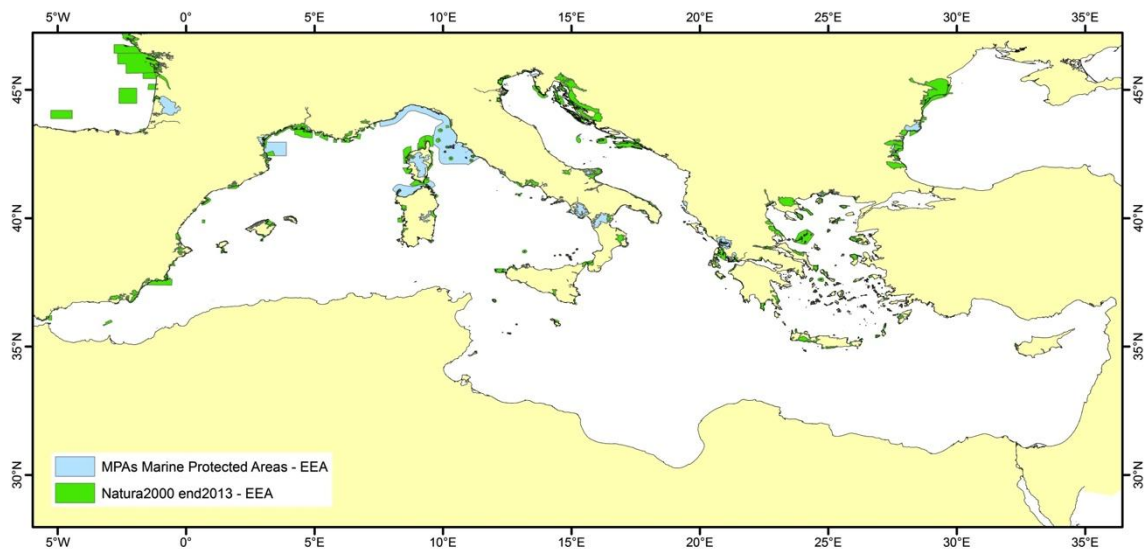 5°W 0° 5°E 10°E 15°E 20°E 25°E 30°E 35°E
45°N 45°N
40°N 40°N
35°N 35°N
30°N 30°N
MPAs Marine Protected Areas - EEA
Natura2000 end2013 - EEA
5°W 0° 5°E 10°E 15°E 20°E 25°E 30°E 35°E